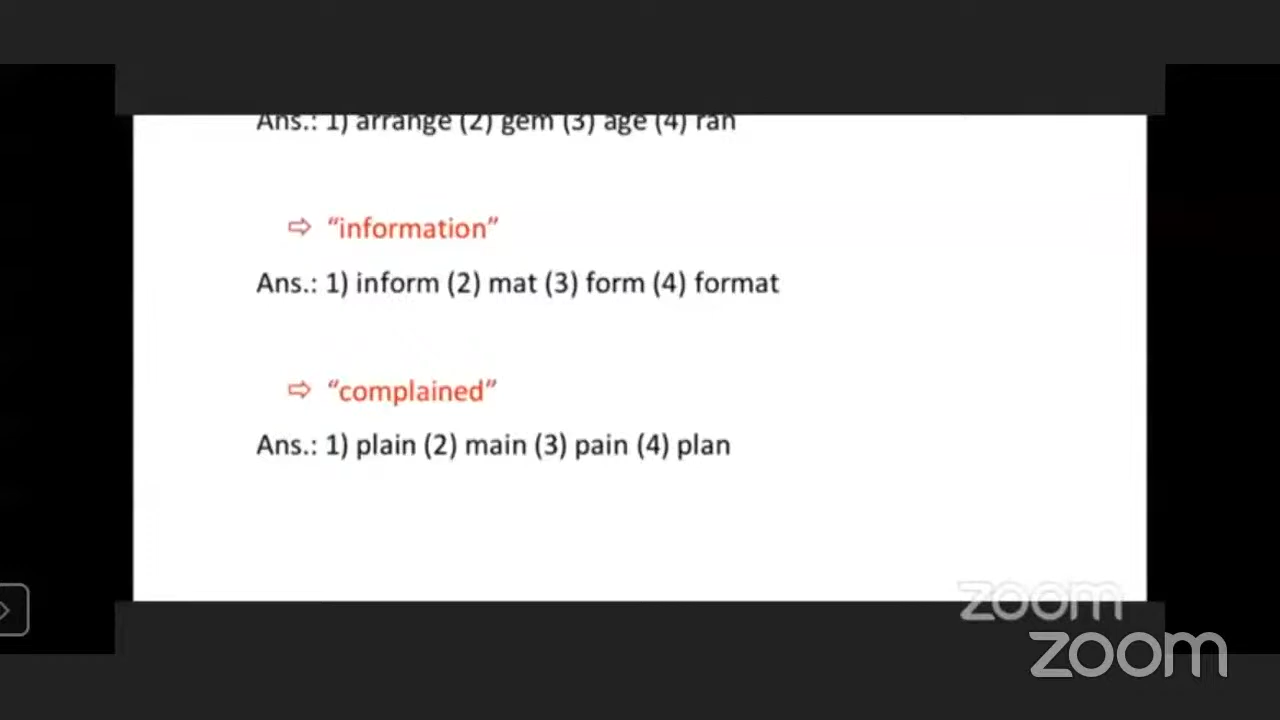 Ans.: 1) arrange (2) gem (3) age (4) ran
⇨ “information”
Ans.: 1) inform (2) mat (3) form (4) format
⇨ “complained”
Ans.: 1) plain (2) main (3) pain (4) plan
zoom
zoom